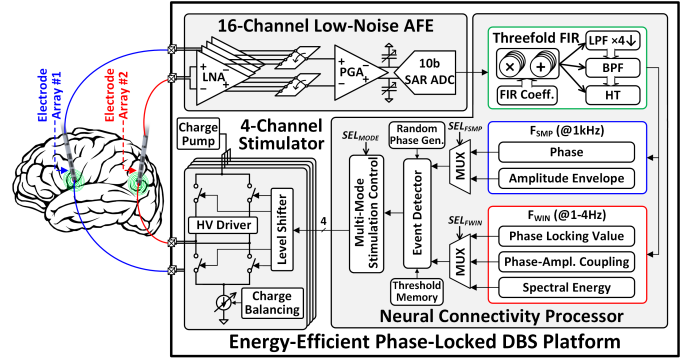 16-Channel Low-Noise AFE
LNA
PGA
10b
SAR ADC
Threefold FIR
× +
FIR Coeff.
LPF ×4↓
BPF
HT
Electrode
Array #1
Electrode
Array #2
Charge
Pump
4-Channel
Stimulator
HV Driver
Level Shifter
Charge
Balancing
4
SEL_MODE
Multi-Mode
Stimulation Control
Random
Phase Gen.
Event Detector
Threshold
Memory
SEL_FSMP
MUX
SEL_FWIN
MUX
F_SMP (@1kHz)
Phase
Amplitude Envelope
F_WIN (@1-4Hz)
Phase Locking Value
Phase-Ampl. Coupling
Spectral Energy
Neural Connectivity Processor
Energy-Efficient Phase-Locked DBS Platform